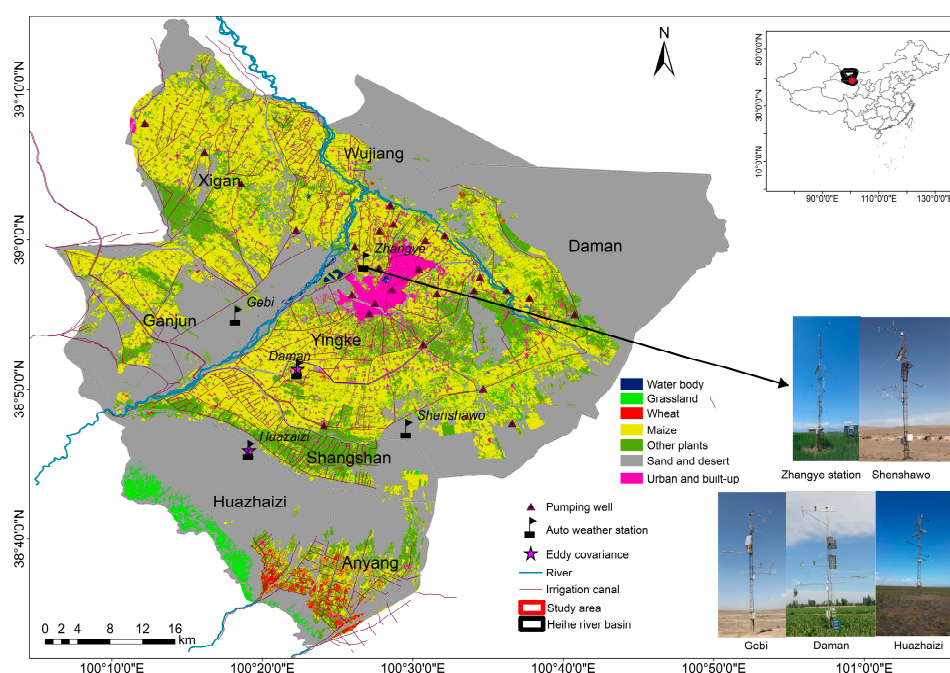 N
39°10'0"N
39°0'0"N
38°50'0"N
38°40'0"N
50°0'0"N
30°0'0"N
10°0'0"N
90°0'0"E
110°0'0"E
130°0'0"E
Wujiang
Xigan
Daman
Zhangye
Gobi
Ganjun
Yingke
Daman
Shenshawo
Huazaizi
Shangshan
Huazhaizi
Anyang
Water body
Grassland
Wheat
Maize
Other plants
Sand and desert
Urban and built-up
Pumping well
Auto weather station
Eddy covariance
River
Irrigation canal
Study area
Heihe river basin
Zhangye station
Shenshawo
Gobi
Daman
Huazhaizi
0 2 4 8 12 16
km
100°10'0"E
100°20'0"E
100°30'0"E
100°40'0"E
100°50'0"E
101°0'0"E